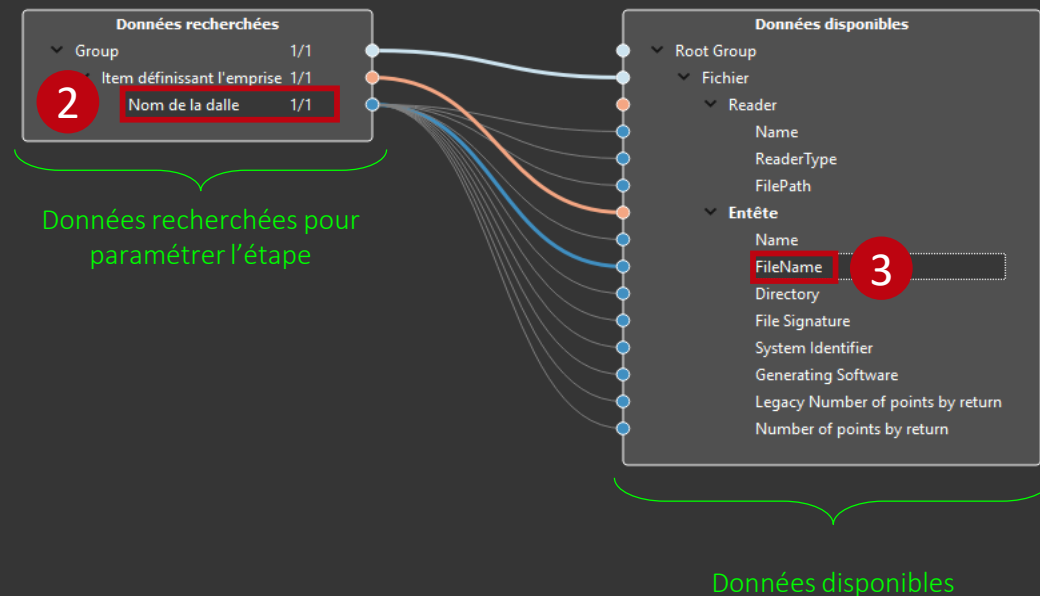 Données recherchées
Group 1/1
Item définissant l'emprise 1/1
2
Nom de la dalle 1/1
Données recherchées pour
paramétrer l'étape
Données disponibles
Root Group
Fichier
Reader
Name
ReaderType
FilePath
Entête
Name
FileName
3
Directory
File Signature
System Identifier
Generating Software
Legacy Number of points by return
Number of points by return
Données disponibles